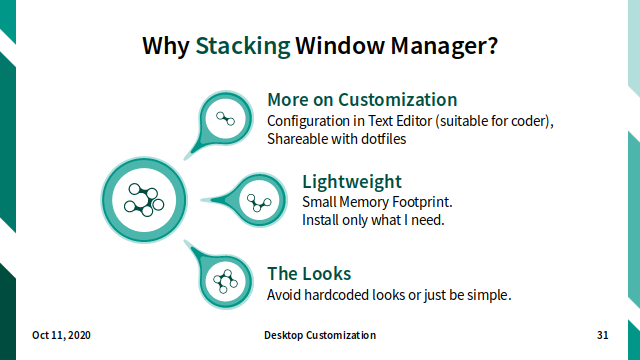 Why Stacking Window Manager?
More on Customization
Configuration in Text Editor (suitable for coder),
Shareable with dotfiles
Lightweight
Small Memory Footprint.
Install only what I need.
The Looks
Avoid hardcoded looks or just be simple.
Oct 11, 2020
Desktop Customization
31